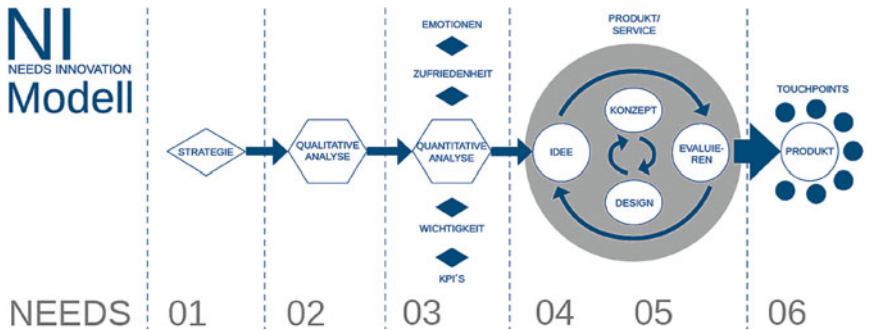 NI
NEEDS INNOVATION
Modell
EMOTIONEN
ZUFRIEDENHEIT
PRODUKT/
SERVICE
TOUCHPOINTS
STRATEGIE
QUALITATIVE
ANALYSE
QUANTITATIVE
ANALYSE
IDEE
KONZEPT
DESIGN
EVALUIE-
REN
PRODUKT
WICHTIGKEIT
KPI´S
NEEDS
01
02
03
04
05
06